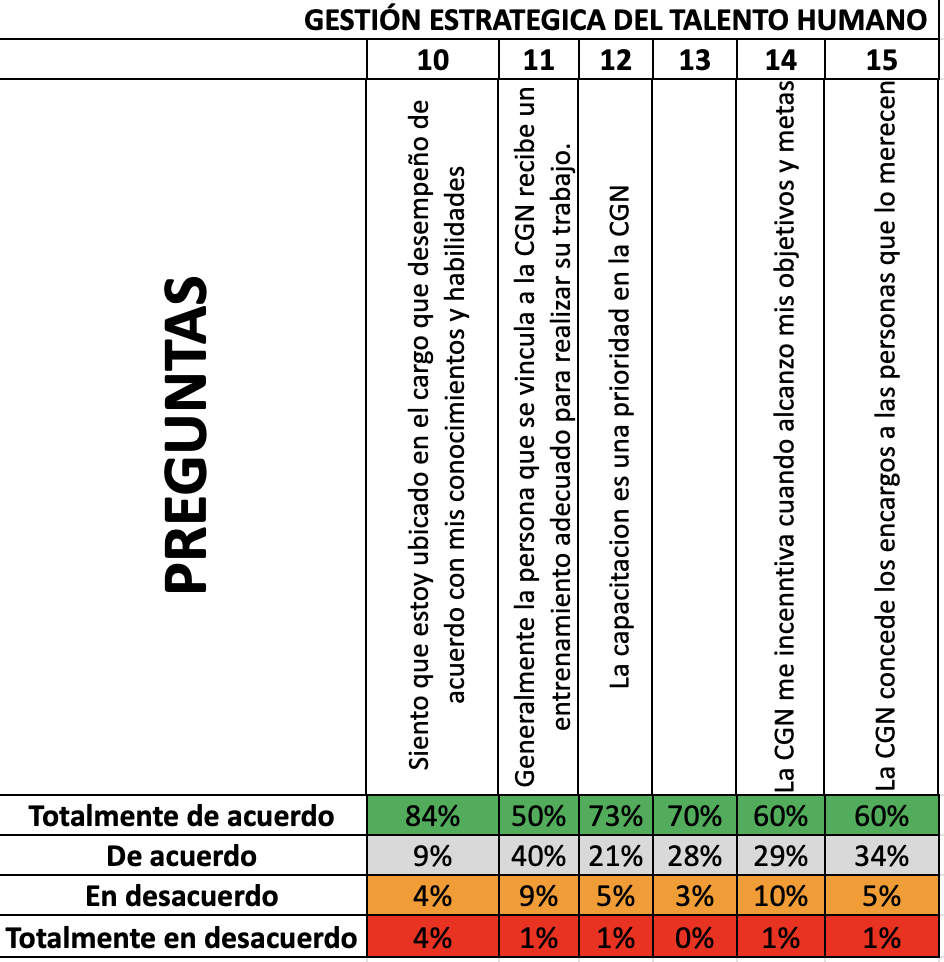 GESTIÓN ESTRATEGICA DEL TALENTO HUMANO
10 11 12 13 14 15
PREGUNTAS
Siento que estoy ubicado en el cargo que desempeño de
acuerdo con mis conocimientos y habilidades
Generalmente la persona que se vincula a la CGN recibe un
entrenamiento adecuado para realizar su trabajo.
La capacitacion es una prioridad en la CGN
La CGN me incenntiva cuando alcanzo mis objetivos y metas
La CGN concede los encargos a las personas que lo merecen
Totalmente de acuerdo 84% 50% 73% 70% 60% 60%
De acuerdo 9% 40% 21% 28% 29% 34%
En desacuerdo 4% 9% 5% 3% 10% 5%
Totalmente en desacuerdo 4% 1% 1% 0% 1% 1%